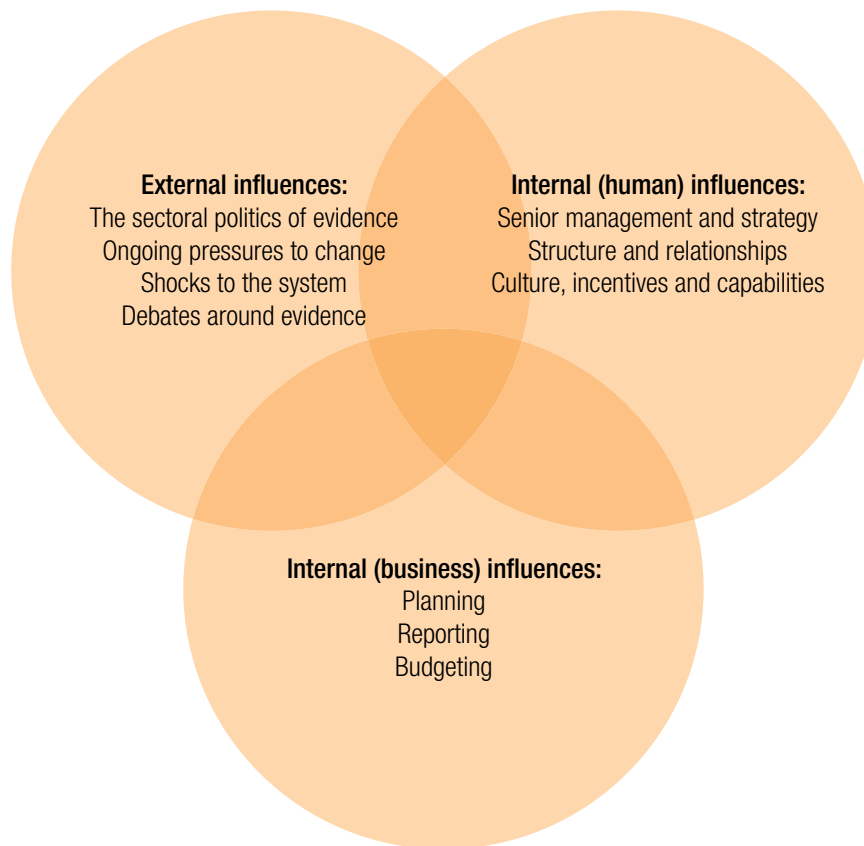 External influences:
The sectoral politics of evidence
Ongoing pressures to change
Shocks to the system
Debates around evidence
Internal (human) influences:
Senior management and strategy
Structure and relationships
Culture, incentives and capabilities
Internal (business) influences:
Planning
Reporting
Budgeting